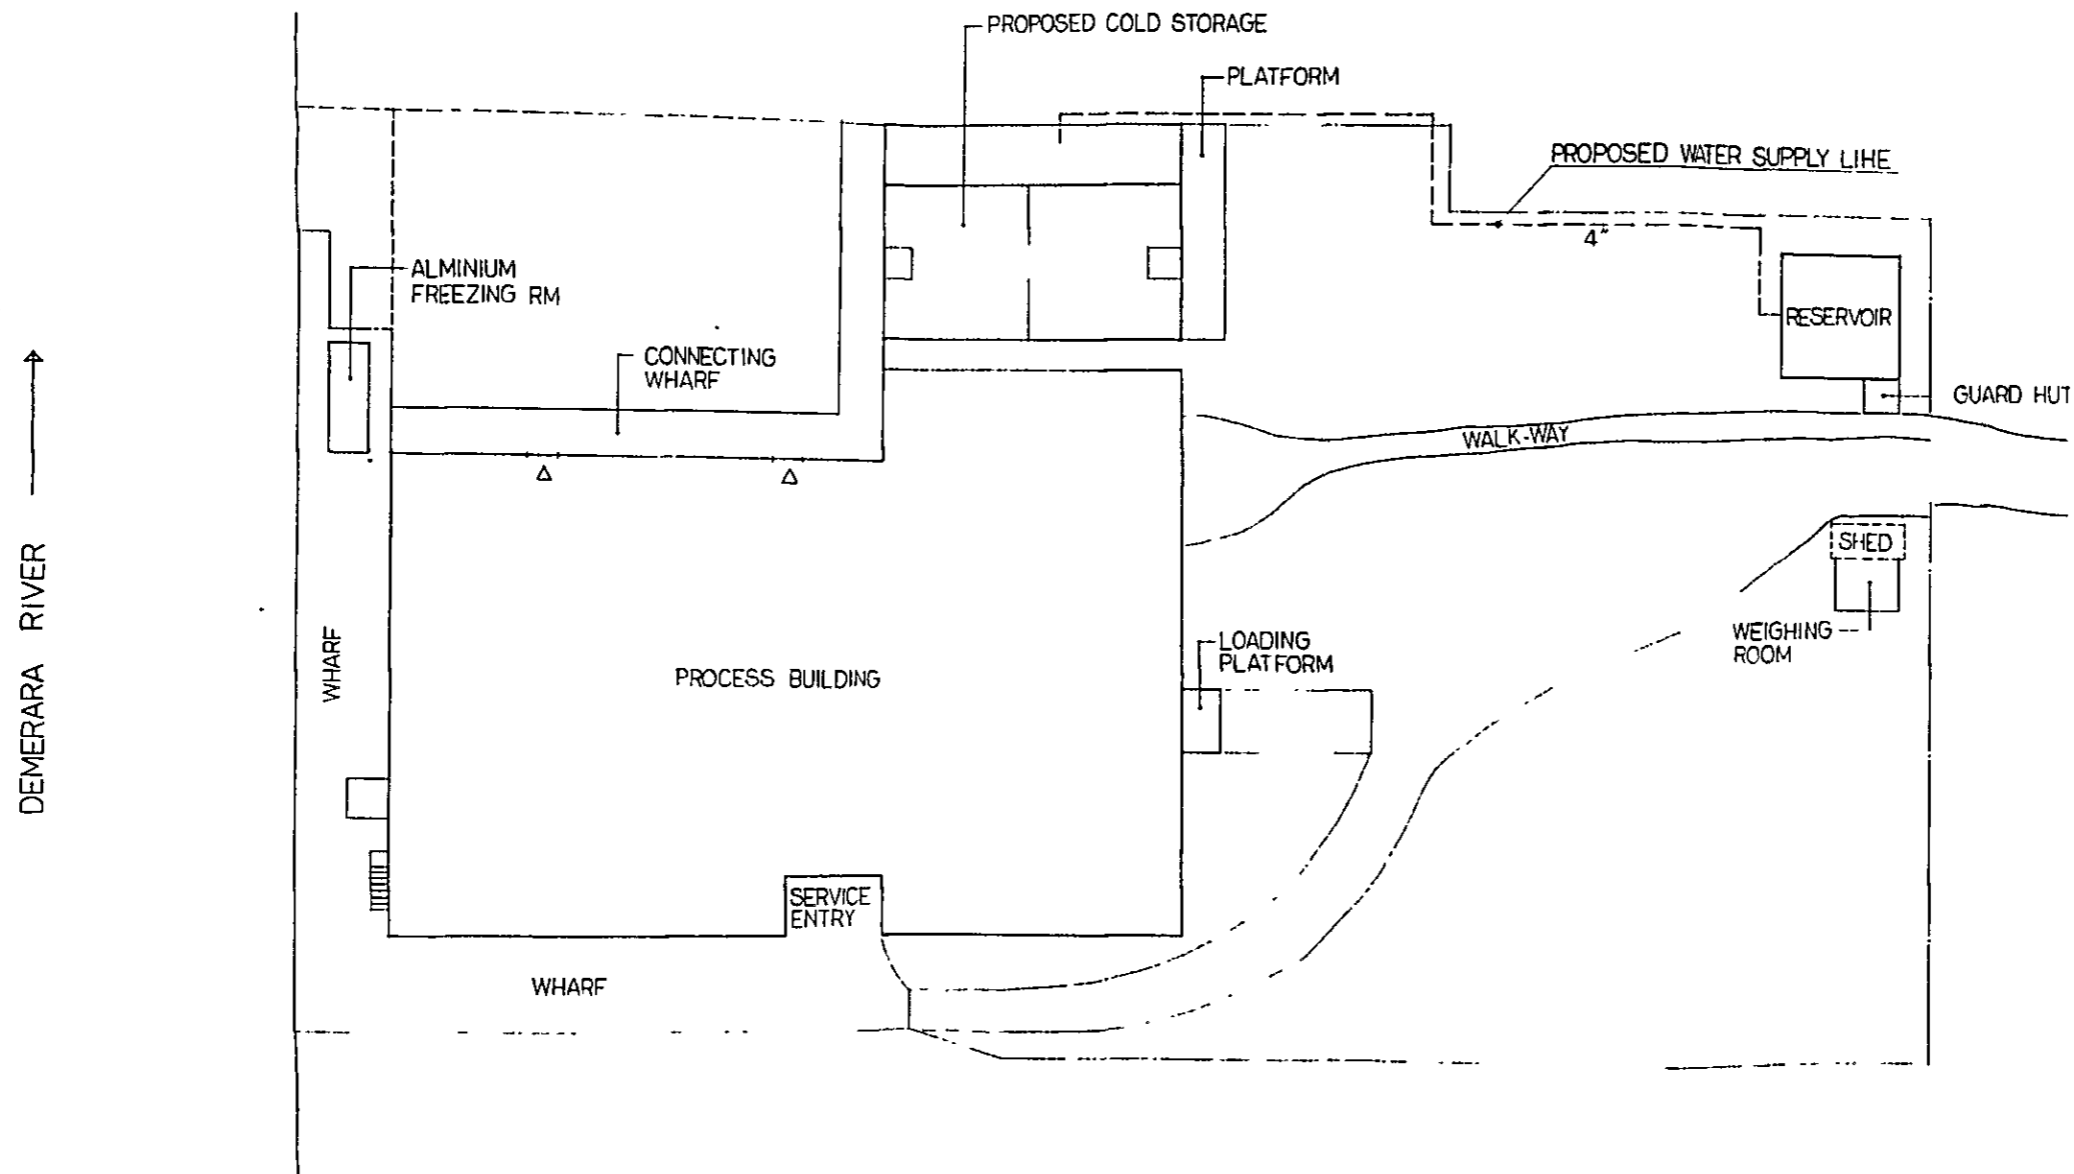 PROPOSED COLD STORAGE
PLATFORM
PROPOSED WATER SUPPLY LIHE
4"
ALMINIUM
FREEZING RM
RESERVOIR
CONNECTING
WHARF
GUARD HUT
WALK-WAY
SHED
WEIGHING
ROOM
LOADING
PLATFORM
PROCESS BUILDING
WHARF
DEMERARA RIVER
SERVICE
ENTRY
WHARF